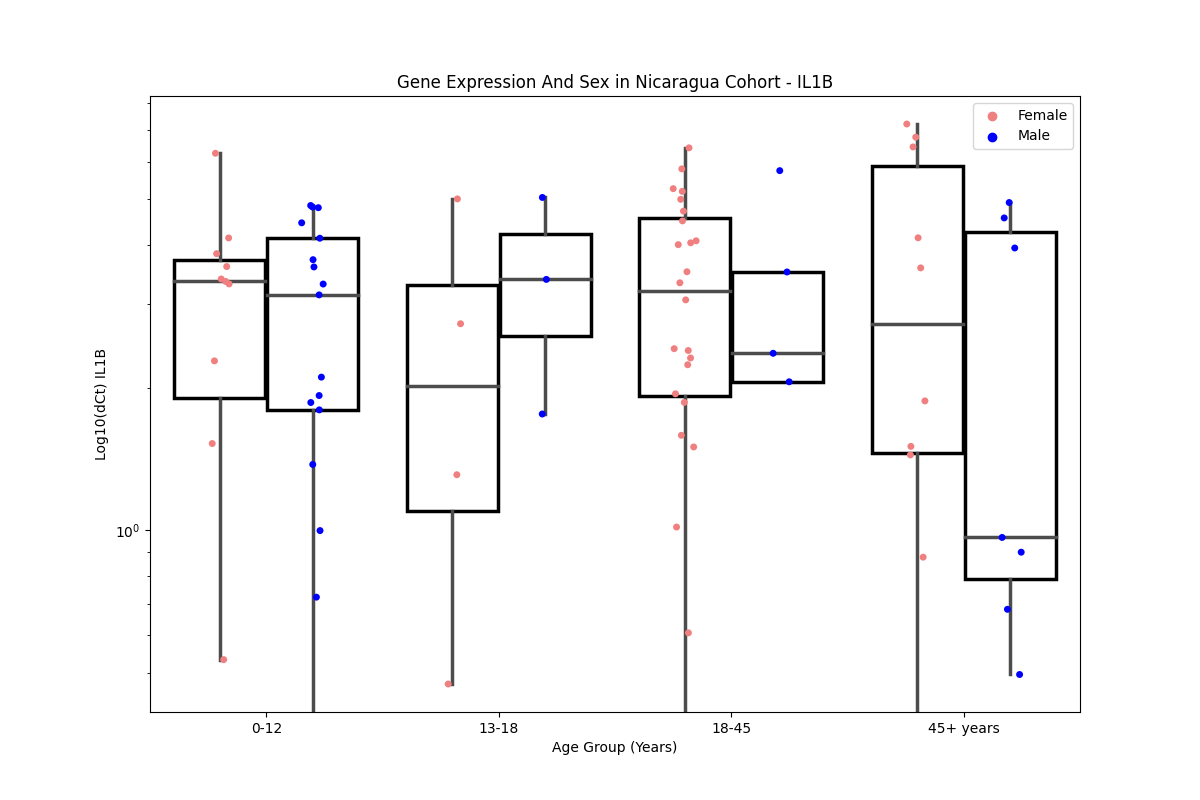 Gene Expression And Sex in Nicaragua Cohort - IL1B
Female
Male
Log10(dCt) IL1B
10⁰
0-12
13-18
18-45
45+ years
Age Group (Years)